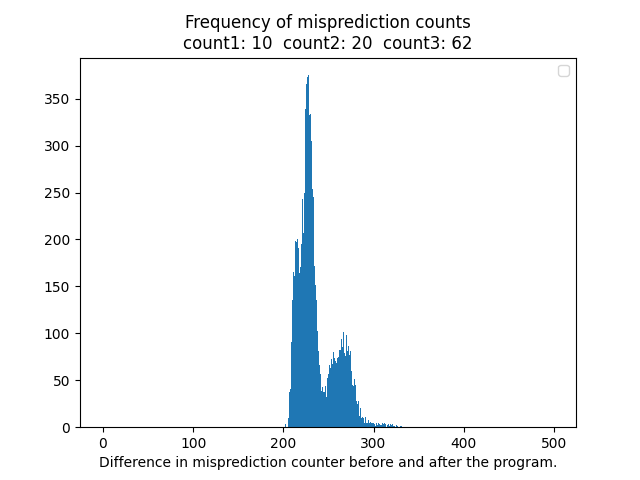 Frequency of misprediction counts
count1: 10 count2: 20 count3: 62
350
300
250
200
150
100
50
0
0 100 200 300 400 500
Difference in misprediction counter before and after the program.